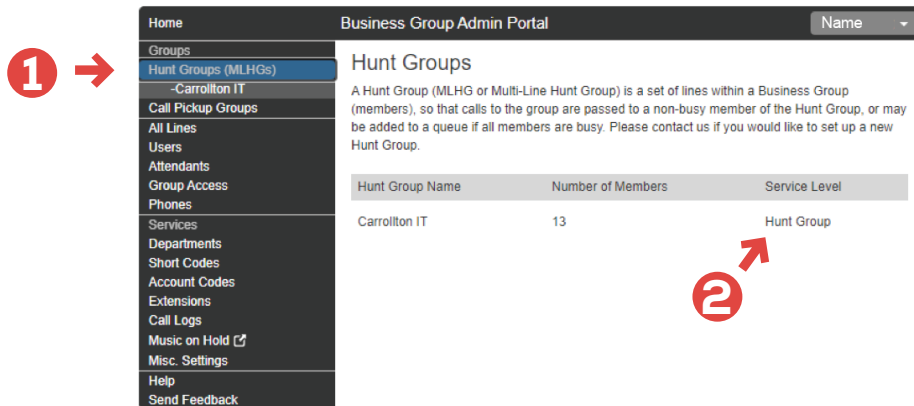 Home
Business Group Admin Portal
Name
1
Groups
Hunt Groups (MLHGs)
-Carrollton IT
Call Pickup Groups
All Lines
Users
Attendants
Group Access
Phones
Services
Departments
Short Codes
Account Codes
Extensions
Call Logs
Music on Hold
Misc. Settings
Help
Send Feedback
Hunt Groups
A Hunt Group (MLHG or Multi-Line Hunt Group) is a set of lines within a Business Group
(members), so that calls to the group are passed to a non-busy member of the Hunt Group, or may
be added to a queue if all members are busy. Please contact us if you would like to set up a new
Hunt Group.
Hunt Group Name Number of Members Service Level
Carrollton IT 13 Hunt Group
2